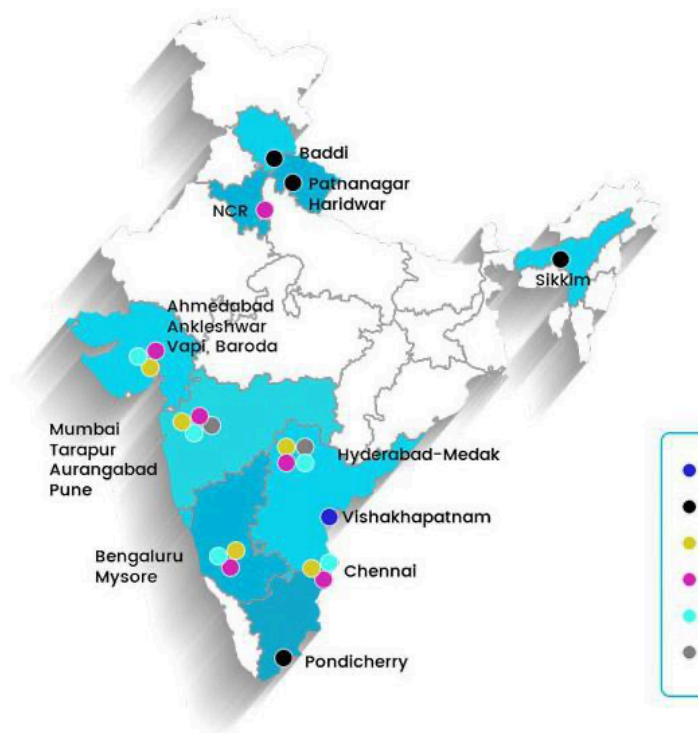 Baddi
Patnanagar
Haridwar
NCR
Sikkim
Ahmedabad
Ankleshwar
Vapi, Baroda
Mumbai
Tarapur
Aurangabad
Pune
Hyderabad-Medak
Vishakhapatnam
Bengaluru
Mysore
Chennai
Pondicherry